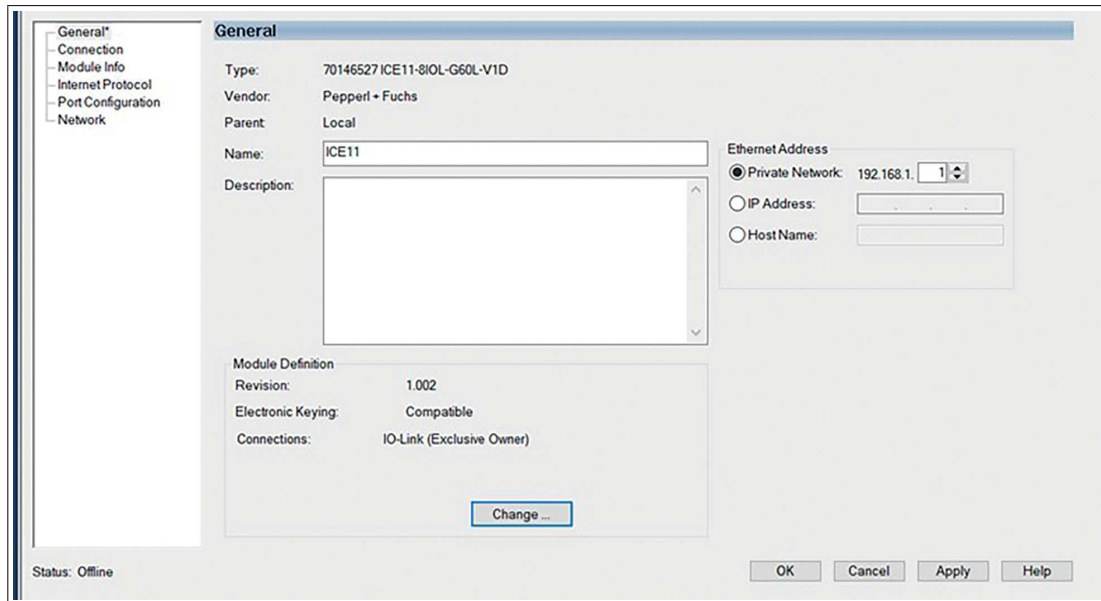 General*
Connection
Module Info
Internet Protocol
Port Configuration
Network
General
Type: 70146527 ICE11-8IOL-G60L-V1D
Vendor: Pepperl + Fuchs
Parent: Local
Name: ICE11
Description:
Ethernet Address
Private Network: 192.168.1. 1
IP Address: . . .
Host Name:
Module Definition
Revision: 1.002
Electronic Keying: Compatible
Connections: IO-Link (Exclusive Owner)
Change ...
Status: Offline
OK Cancel Apply Help